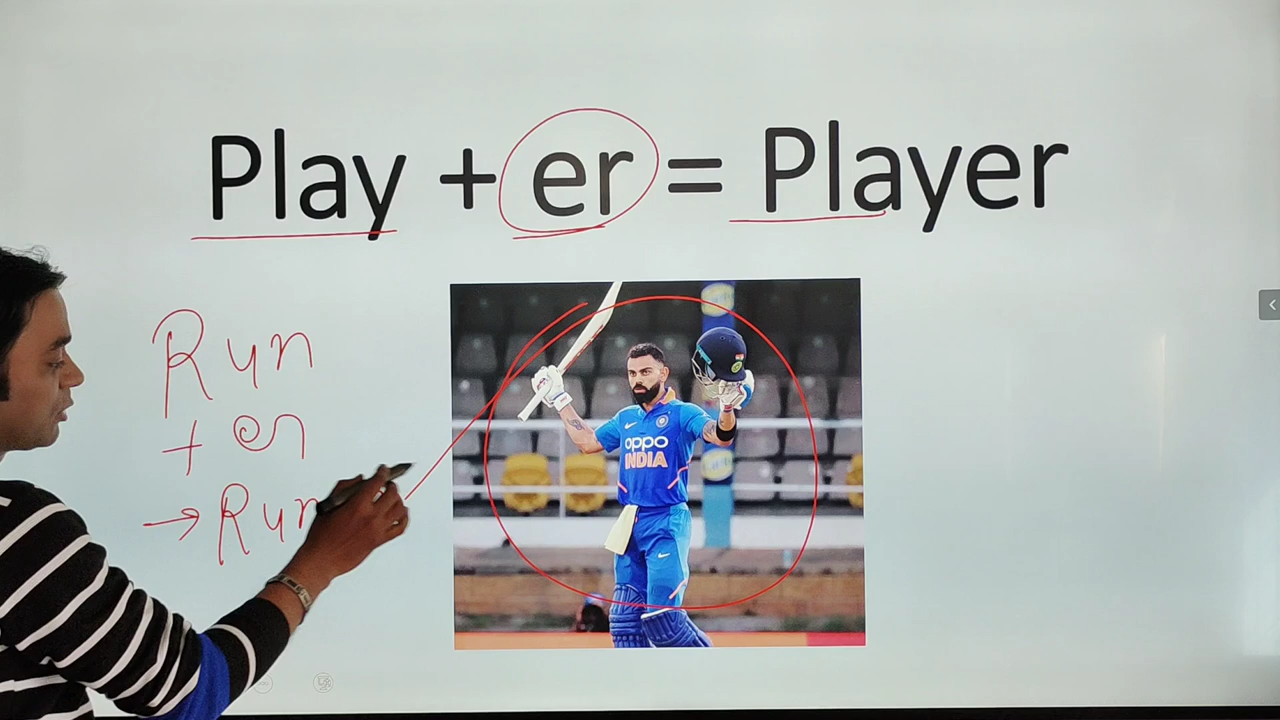 Play + er = Player
Run
+ er
→ Run
oppo
INDIA